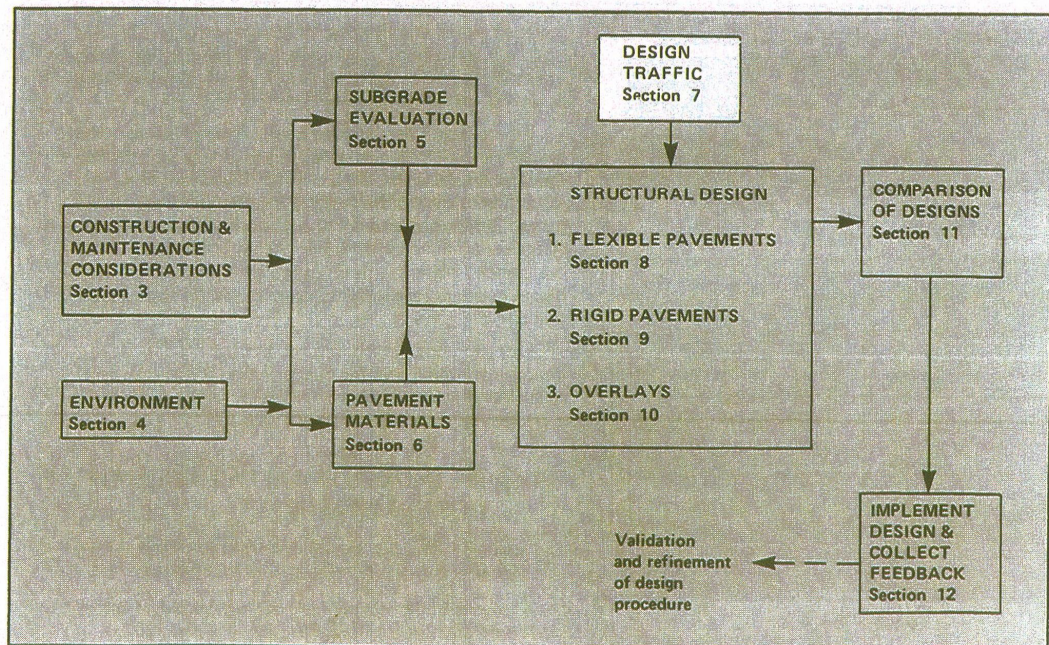 DESIGN
TRAFFIC
Section 7
SUBGRADE
EVALUATION
Section 5
CONSTRUCTION &
MAINTENANCE
CONSIDERATIONS
Section 3
ENVIRONMENT
Section 4
PAVEMENT
MATERIALS
Section 6
STRUCTURAL DESIGN
1. FLEXIBLE PAVEMENTS
Section 8
2. RIGID PAVEMENTS
Section 9
3. OVERLAYS
Section 10
COMPARISON
OF DESIGNS
Section 11
IMPLEMENT
DESIGN &
COLLECT
FEEDBACK
Section 12
Validation
and refinement
of design
procedure